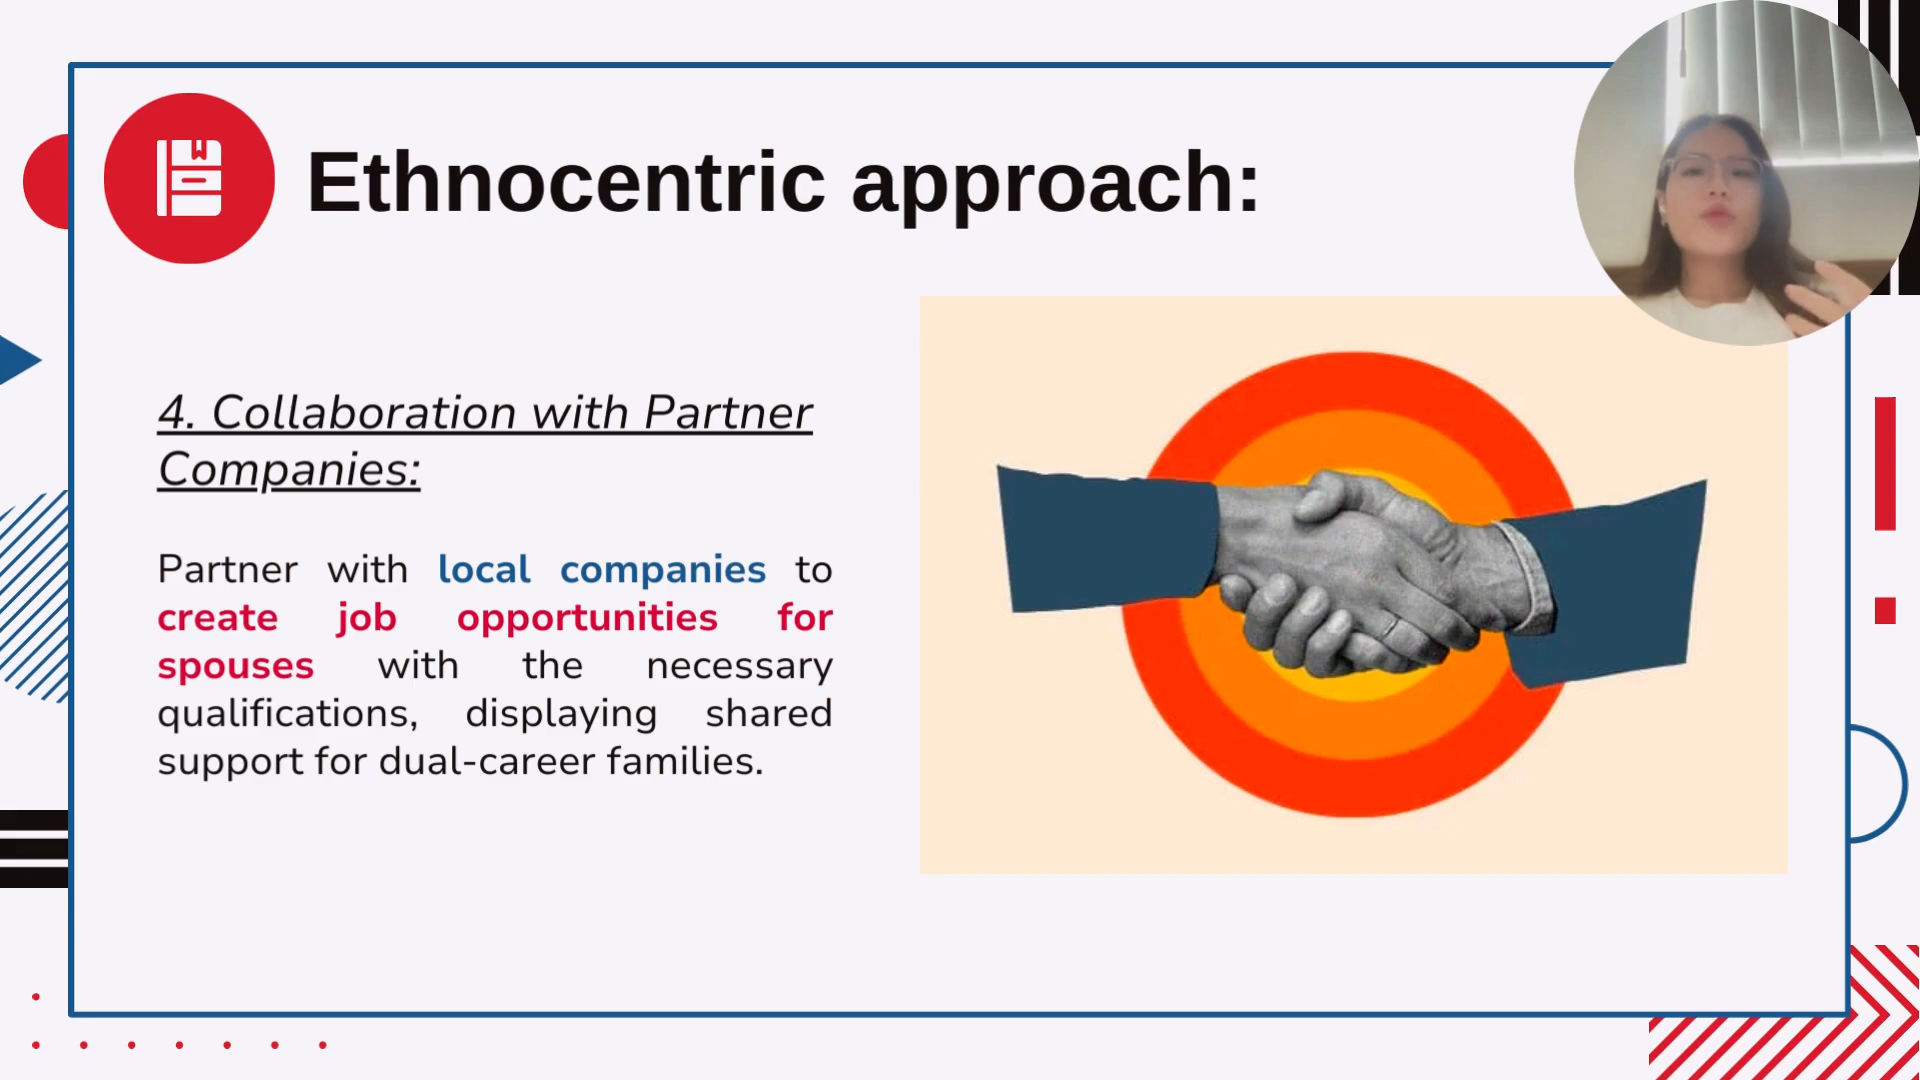 Ethnocentric approach:
4. Collaboration with Partner
Companies:
Partner with local companies to
create job opportunities for
spouses with the necessary
qualifications, displaying shared
support for dual-career families.